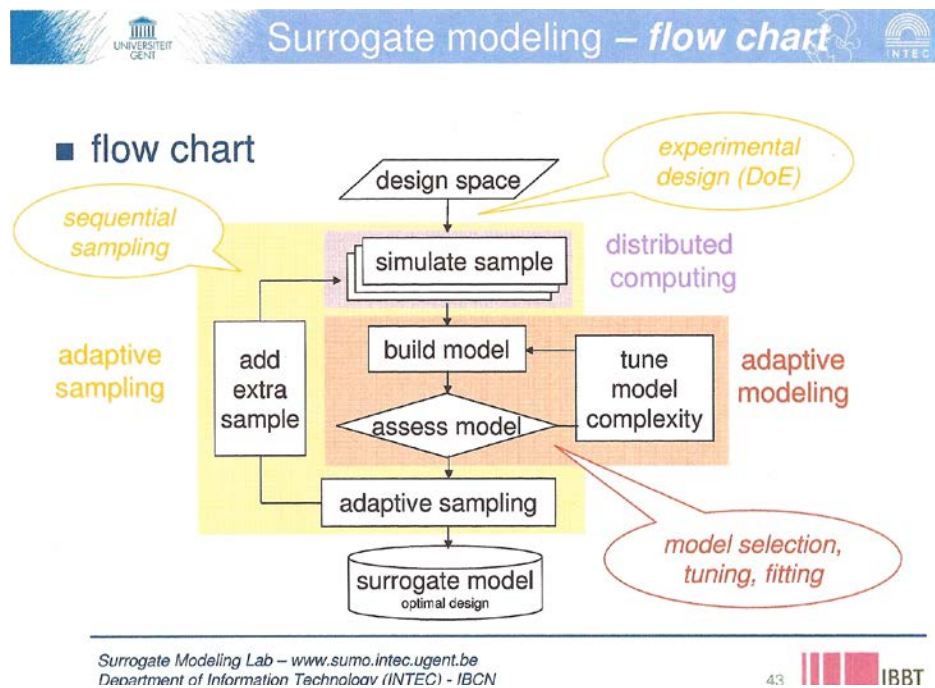 UNIVERSITEIT
GENT
Surrogate modeling – flow chart
INTEC
■ flow chart
experimental
design (DoE)
design space
sequential
sampling
simulate sample
distributed
computing
build model
adaptive
sampling
add
extra
sample
tune
model
complexity
adaptive
modeling
assess model
adaptive sampling
model selection,
tuning, fitting
surrogate model
optimal design
Surrogate Modeling Lab – www.sumo.intec.ugent.be
Department of Information Technology (INTEC) - IBCN
43
IBBT